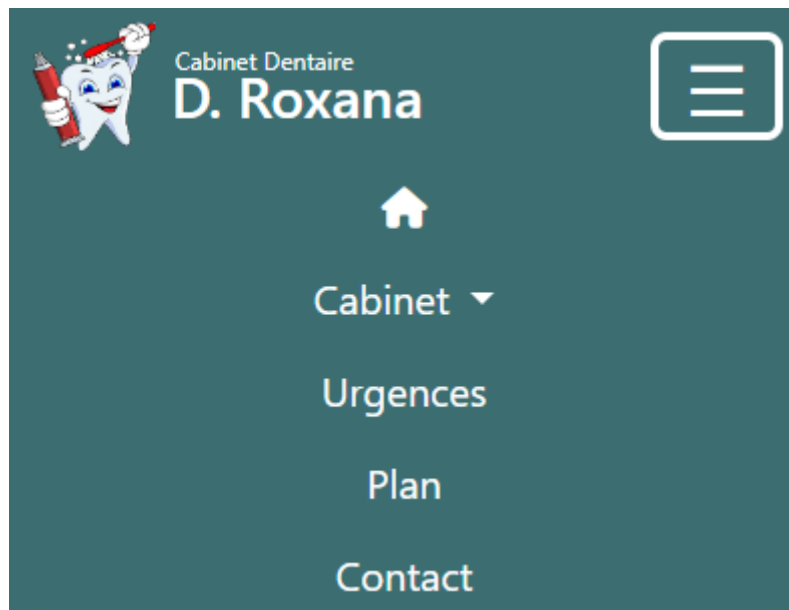 Cabinet Dentaire
D. Roxana
Cabinet
Urgences
Plan
Contact